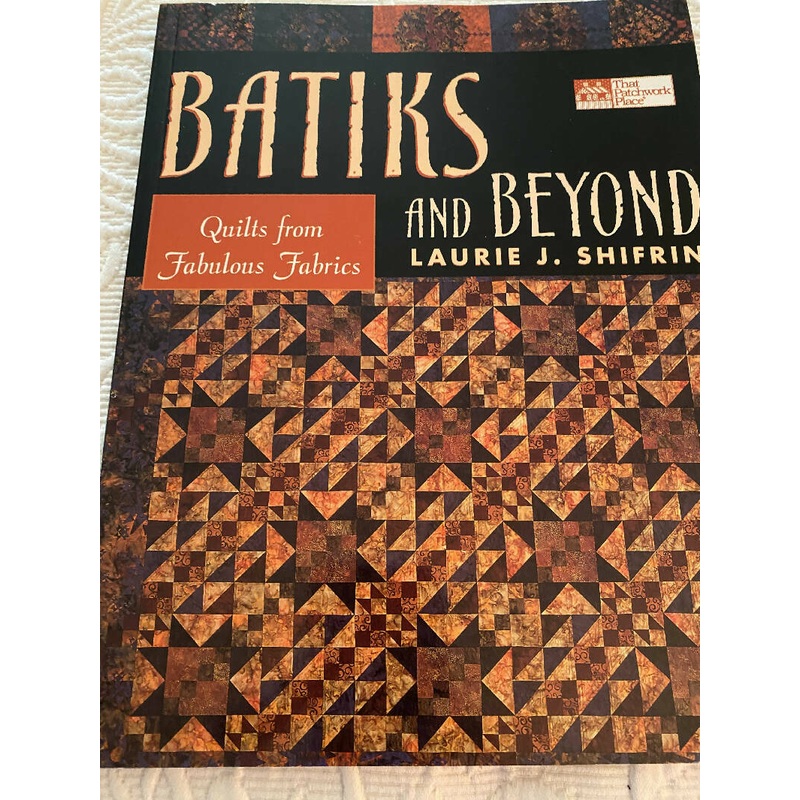 BATIKS
That
Patchwork
Place®
AND BEYOND
Quilts from
Fabulous Fabrics
LAURIE J. SHIFRIN